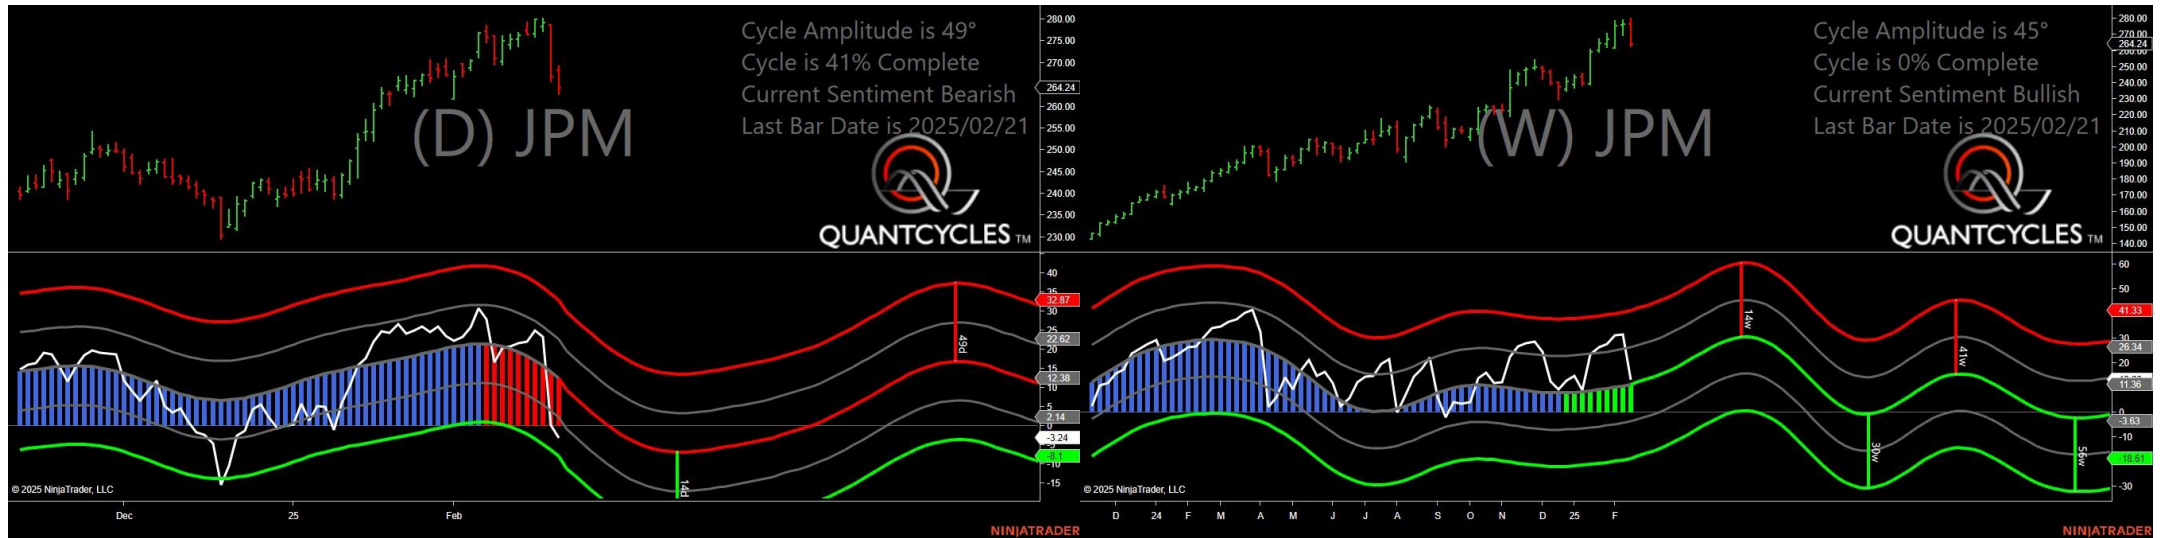 Cycle Amplitude is 49°
Cycle is 41% Complete
Current Sentiment Bearish
Last Bar Date is 2025/02/21
(D) JPM
QUANTCYCLES TM
280.00
275.00
270.00
264.24
260.00
255.00
250.00
245.00
240.00
235.00
230.00
40
35
32.87
30
25
22.62
20
15
12.38
10
5
2.14
0
-3.24
-8.1
-10
-15
49d
14d
© 2025 NinjaTrader, LLC
Dec
25
Feb
NINJATRADER
Cycle Amplitude is 45°
Cycle is 0% Complete
Current Sentiment Bullish
Last Bar Date is 2025/02/21
(W) JPM
QUANTCYCLES TM
280.00
270.00
264.24
260.00
250.00
240.00
230.00
220.00
210.00
200.00
190.00
180.00
170.00
160.00
150.00
140.00
60
50
41.33
30
26.34
20
11.36
0
-3.63
-10
-18.61
-30
14w
41w
30w
56w
© 2025 NinjaTrader, LLC
D
24
F
M
A
M
J
J
A
S
O
N
D
25
F
NINJATRADER